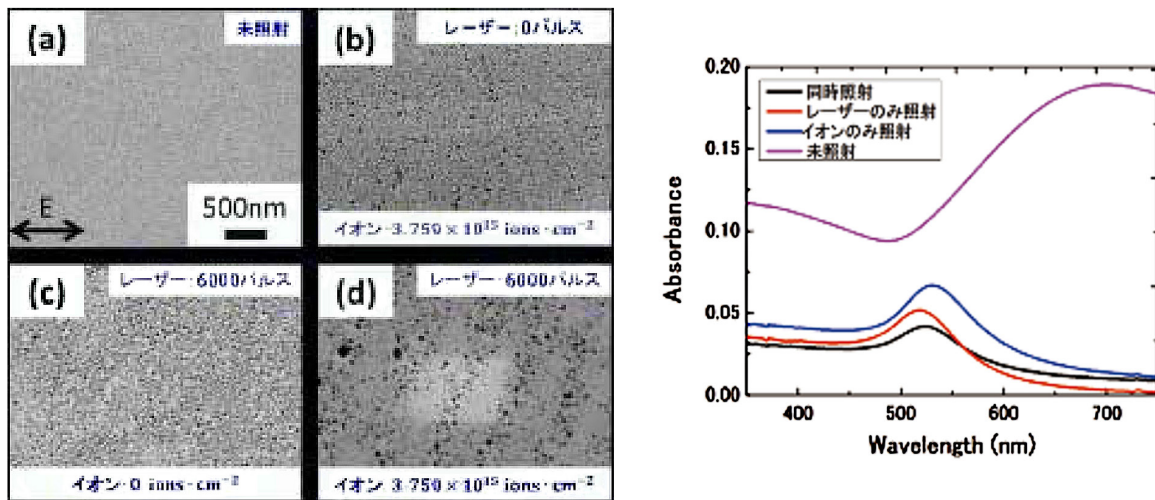 (a)
未照射
E
500nm
(b)
レーザー:0パルス
イオン 3.750 × 10¹⁵ ions·cm⁻²
(c)
レーザー:6000パルス
イオン 0 ions·cm⁻²
(d)
レーザー:6000パルス
イオン 3.750 × 10¹⁵ ions·cm⁻²
0.20
0.15
0.10
0.05
0.00
Absorbance
同時照射
レーザーのみ照射
イオンのみ照射
未照射
400
500
600
700
Wavelength (nm)